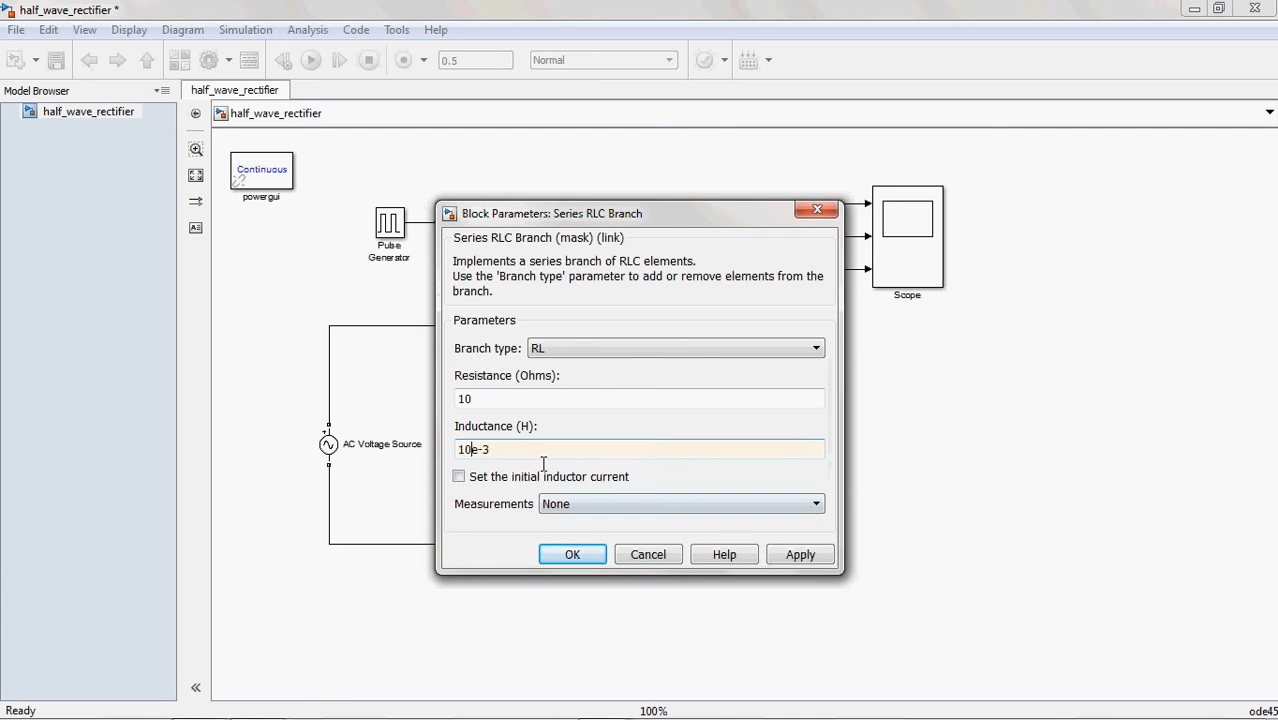 half_wave_rectifier *
File Edit View Display Diagram Simulation Analysis Code Tools Help
0.5 Normal
Model Browser half_wave_rectifier
half_wave_rectifier half_wave_rectifier
Continuous
powergui
Pulse
Generator
Scope
AC Voltage Source
Block Parameters: Series RLC Branch
Series RLC Branch (mask) (link)
Implements a series branch of RLC elements.
Use the 'Branch type' parameter to add or remove elements from the
branch.
Parameters
Branch type: RL
Resistance (Ohms):
10
Inductance (H):
10e-3
Set the initial inductor current
Measurements None
OK Cancel Help Apply
Ready 100% ode45